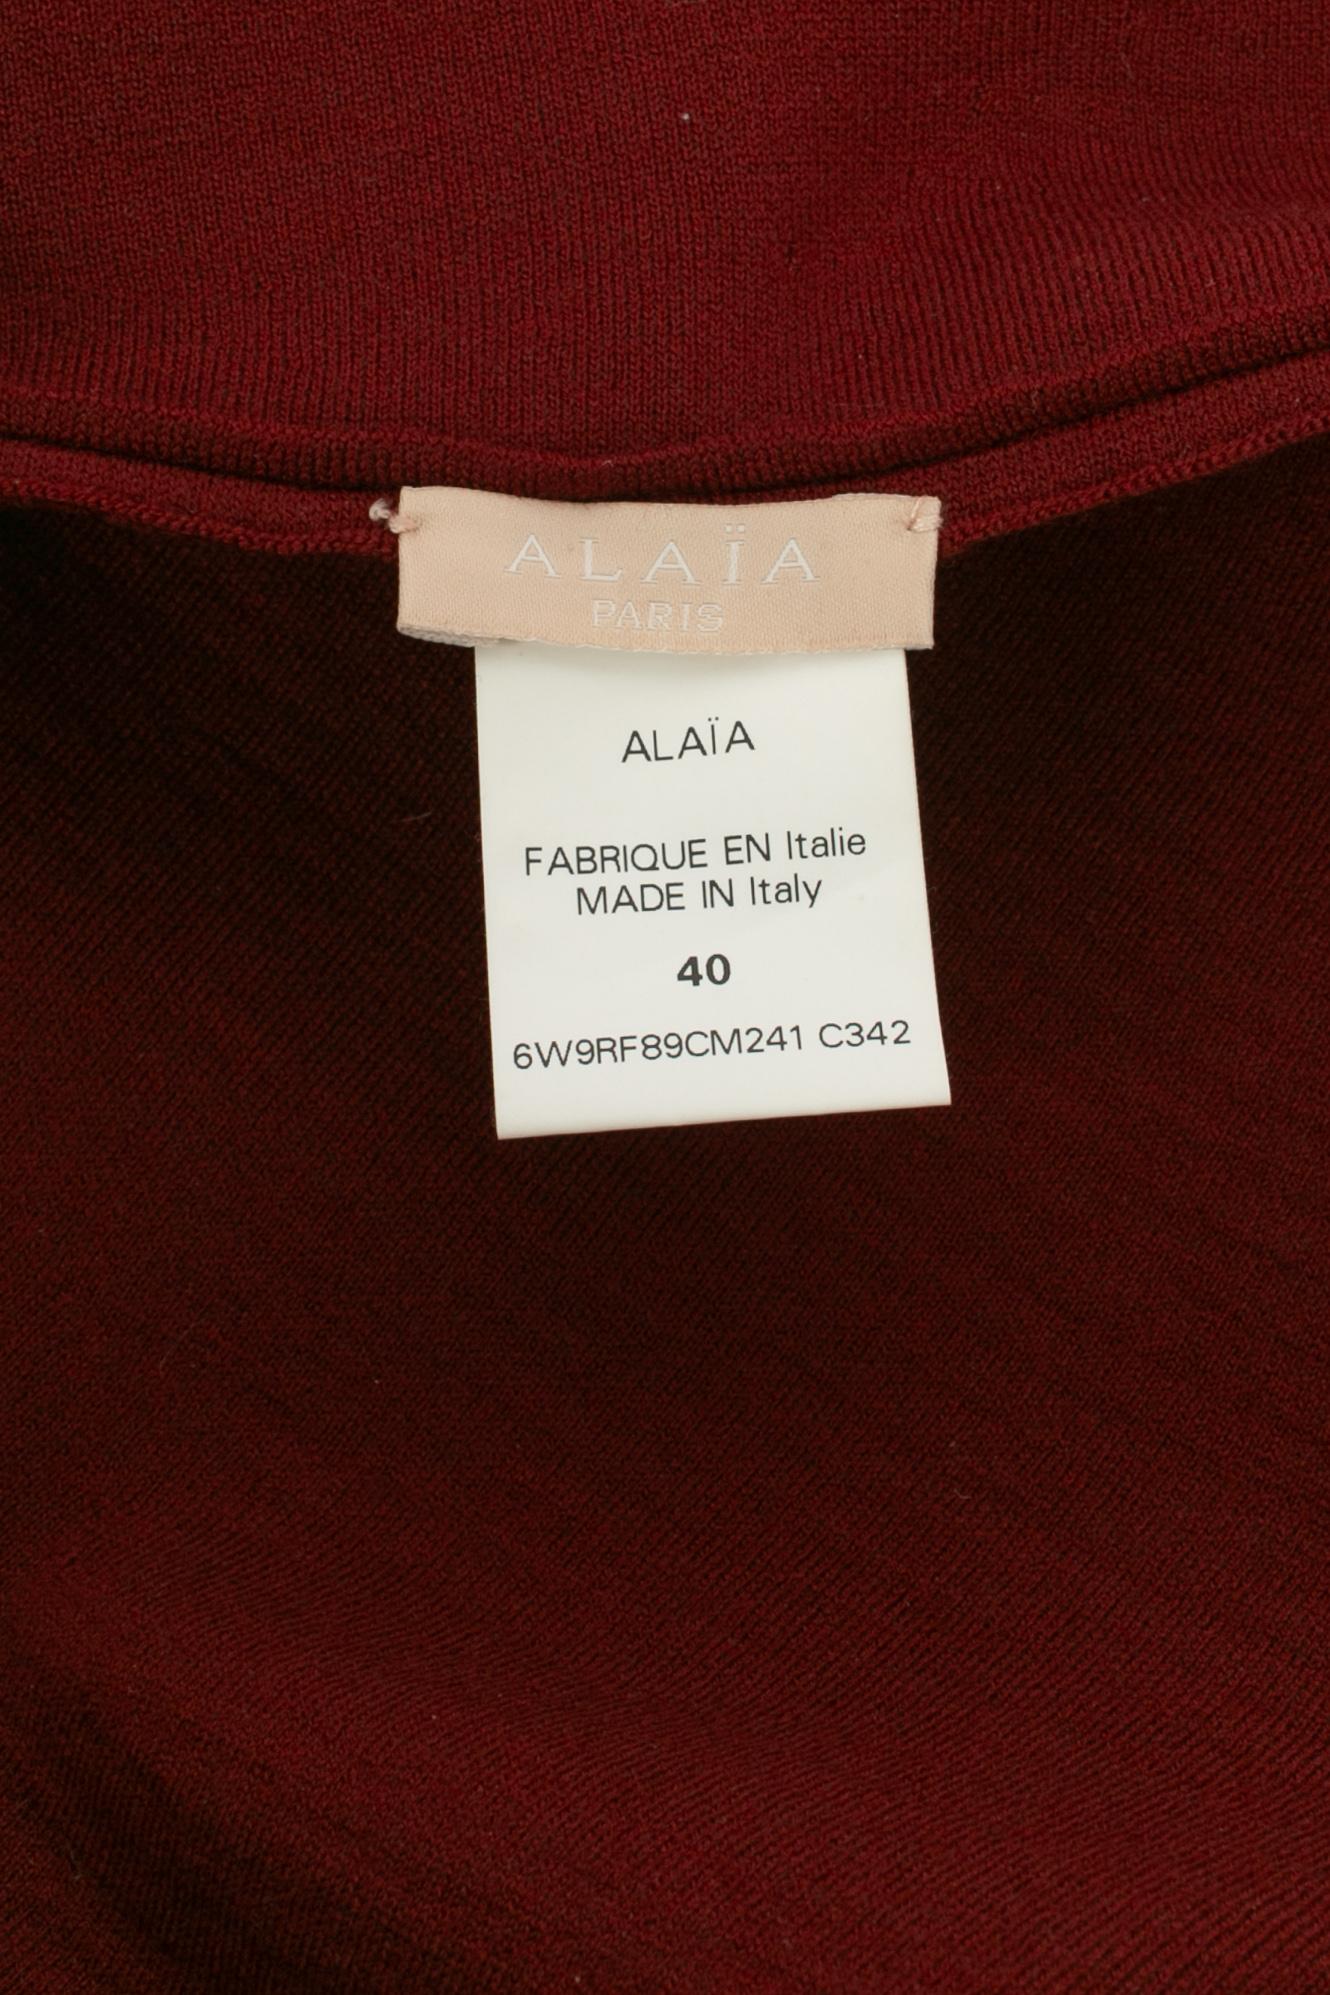 ALAÏA
PARIS
ALAÏA
FABRIQUE EN Italie
MADE IN Italy
40
6W9RF89CM241 C342